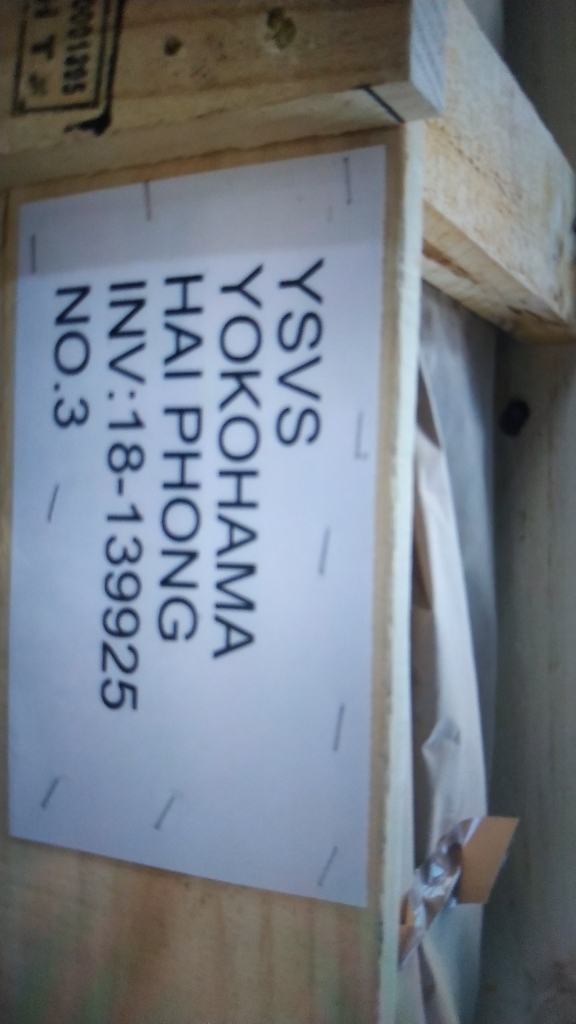 YSVS
YOKOHAMA
HAI PHONG
INV:18-139925
NO.3